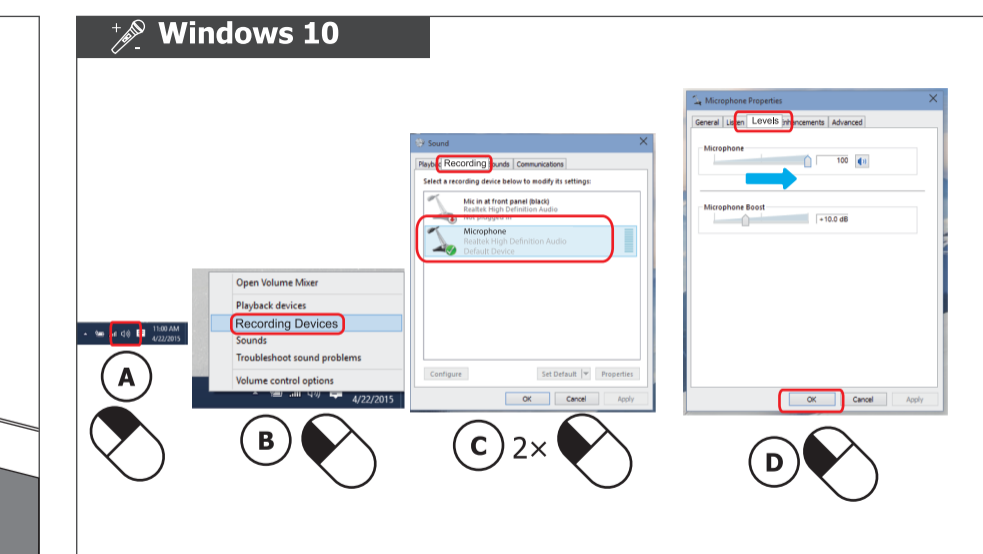 Windows 10
11:00 AM
4/22/2015
A
Open Volume Mixer
Playback devices
Recording Devices
Sounds
Troubleshoot sound problems
Volume control options
4/22/2015
B
Sound
Recording
Communications
Select a recording device below to modify its settings:
Mic in at front panel (black)
Realtek High Definition Audio
Not plugged in
Microphone
Realtek High Definition Audio
Default Device
Configure
Set Default
Properties
OK
Cancel
Apply
C
2×
Microphone Properties
General
Levels
Advanced
Microphone
100
Microphone Boost
+10.0 dB
OK
Cancel
Apply
D